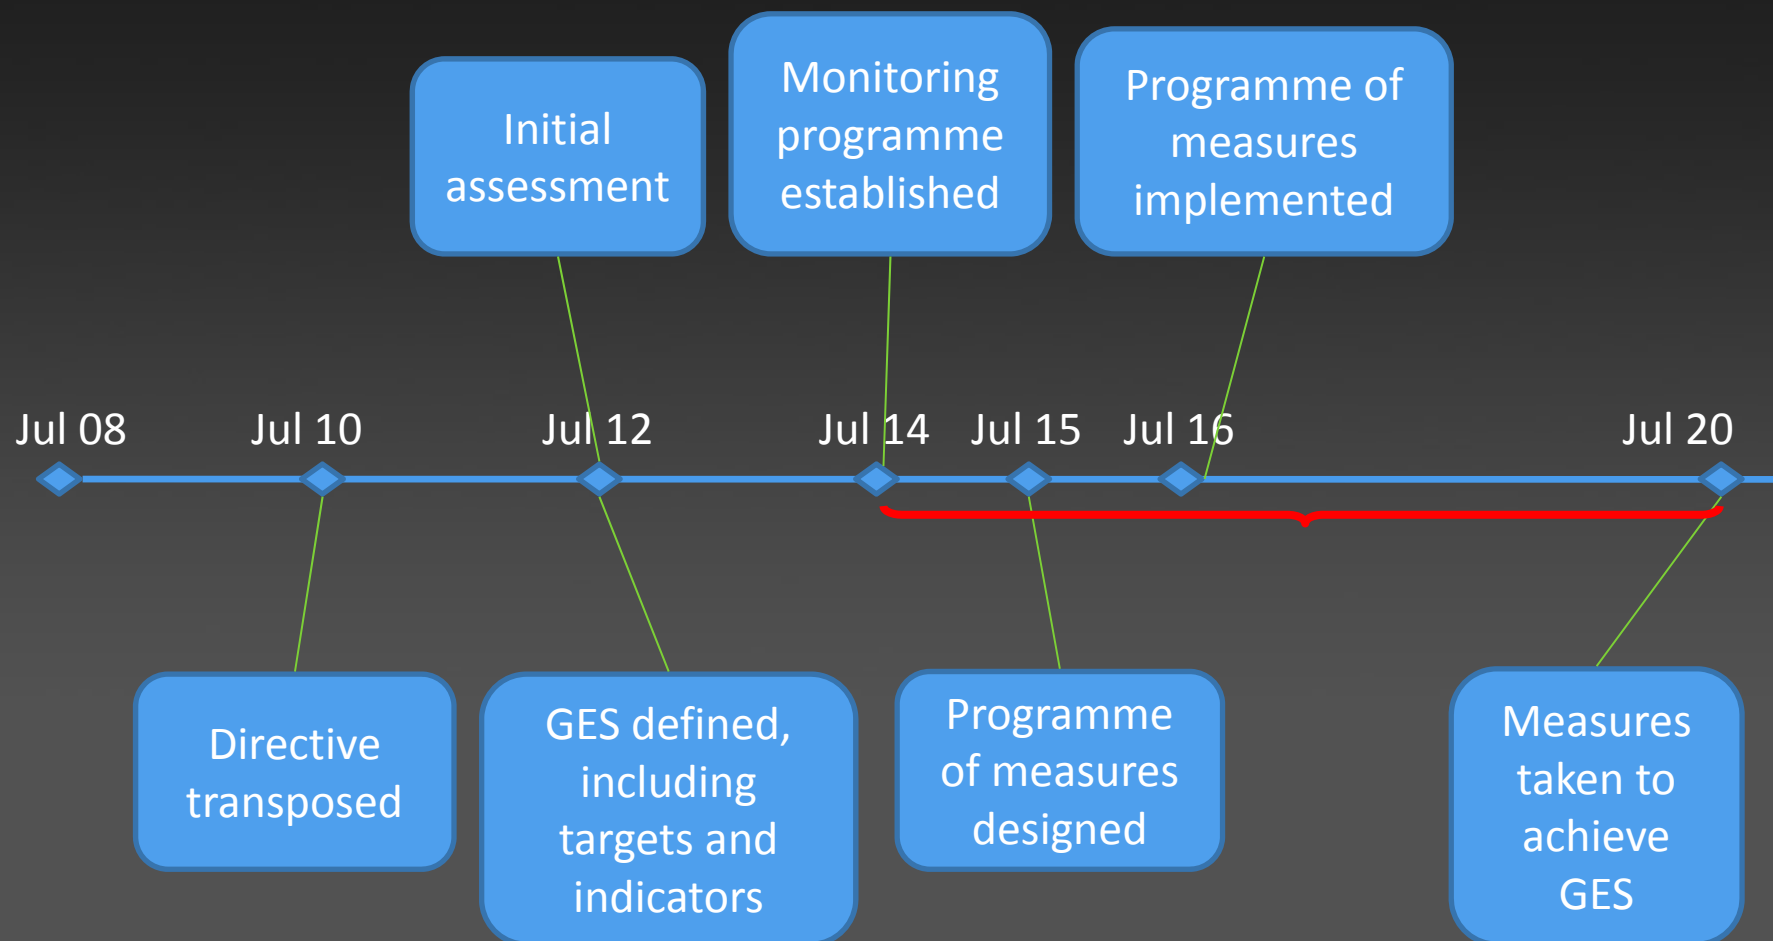 Initial
assessment
Monitoring
programme
established
Programme of
measures
implemented
Jul 08
Jul 10
Jul 12
Jul 14
Jul 15
Jul 16
Jul 20
Directive
transposed
GES defined,
including
targets and
indicators
Programme
of measures
designed
Measures
taken to
achieve
GES